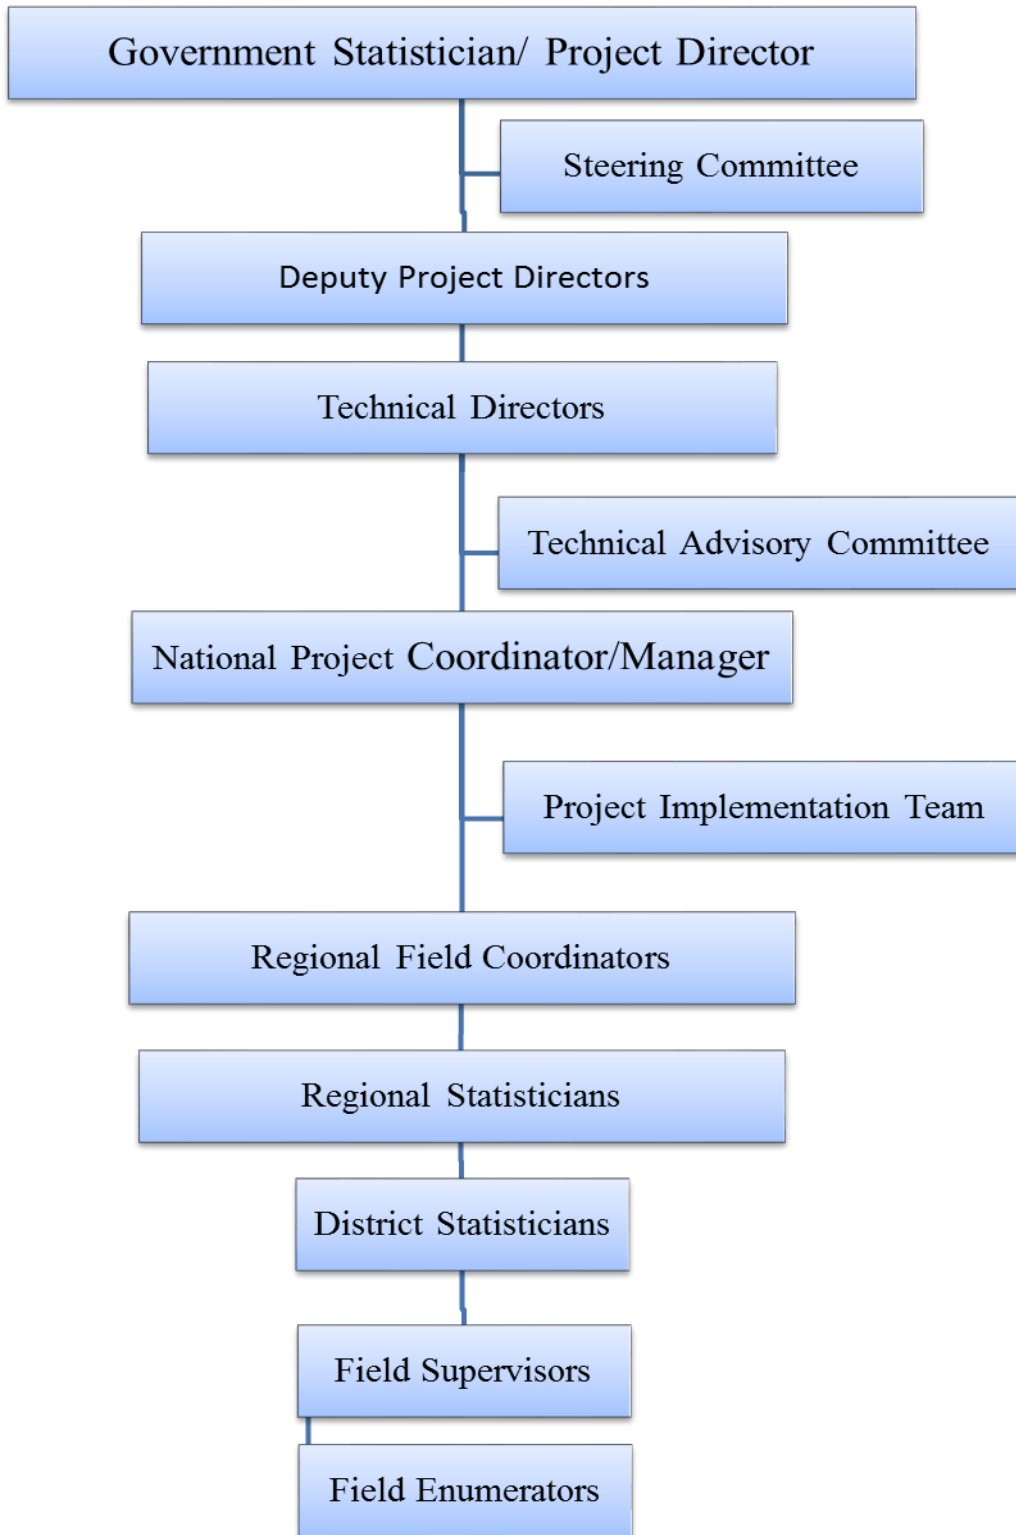 Government Statistician/ Project Director
Steering Committee
Deputy Project Directors
Technical Directors
Technical Advisory Committee
National Project Coordinator/Manager
Project Implementation Team
Regional Field Coordinators
Regional Statisticians
District Statisticians
Field Supervisors
Field Enumerators